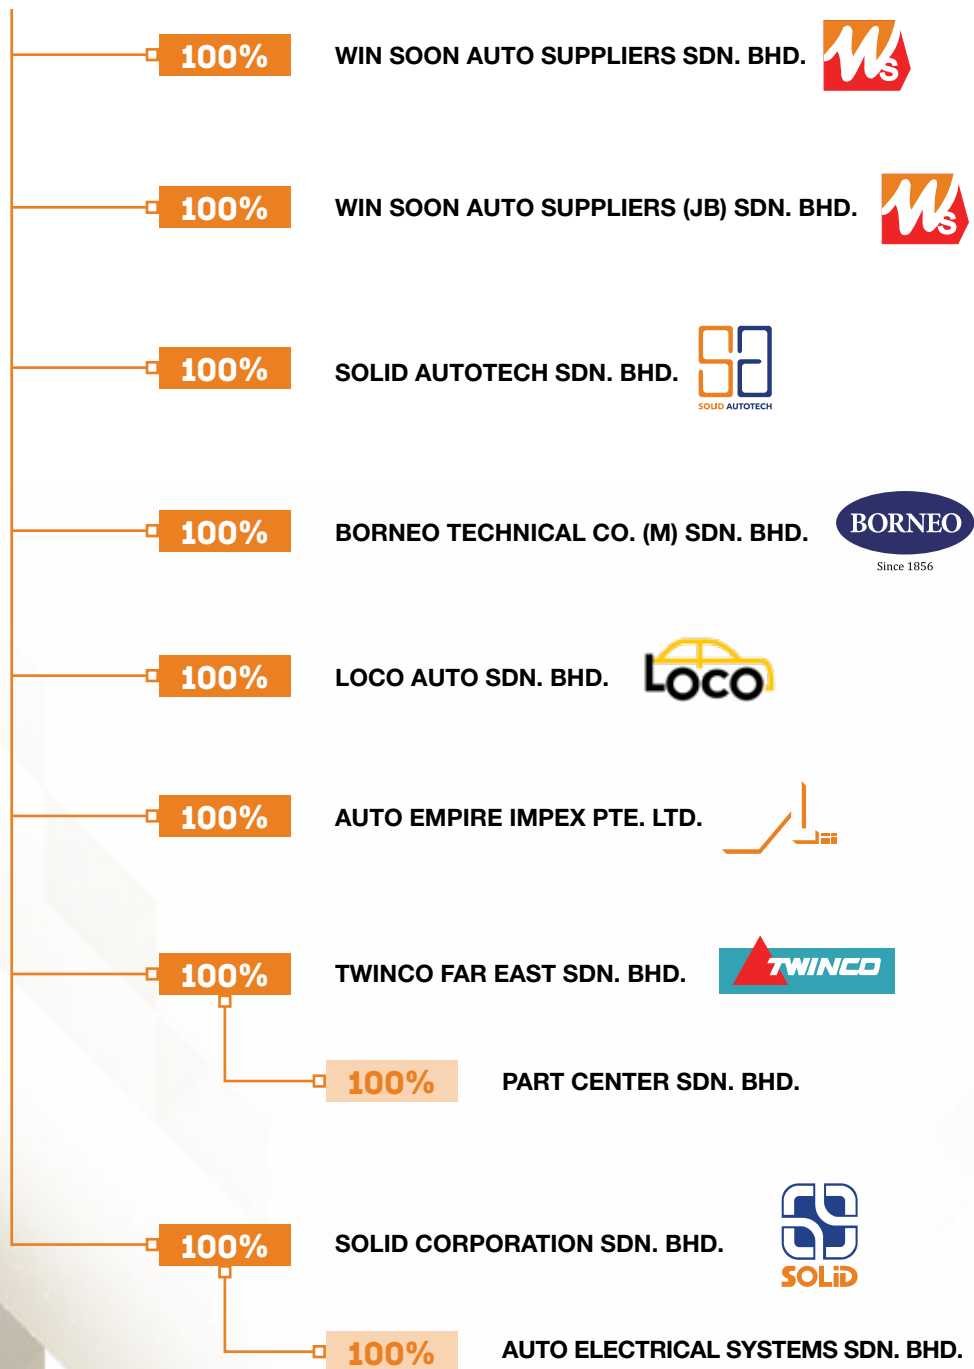 100% WIN SOON AUTO SUPPLIERS SDN. BHD. Ws
100% WIN SOON AUTO SUPPLIERS (JB) SDN. BHD. Ws
100% SOLID AUTOTECH SDN. BHD.
SOLID AUTOTECH
100% BORNEO TECHNICAL CO. (M) SDN. BHD. BORNEO
Since 1856
100% LOCO AUTO SDN. BHD. LOCO
100% AUTO EMPIRE IMPEX PTE. LTD.
100% TWINCO FAR EAST SDN. BHD. TWINCO
100% PART CENTER SDN. BHD.
100% SOLID CORPORATION SDN. BHD.
SOLiD
100% AUTO ELECTRICAL SYSTEMS SDN. BHD.